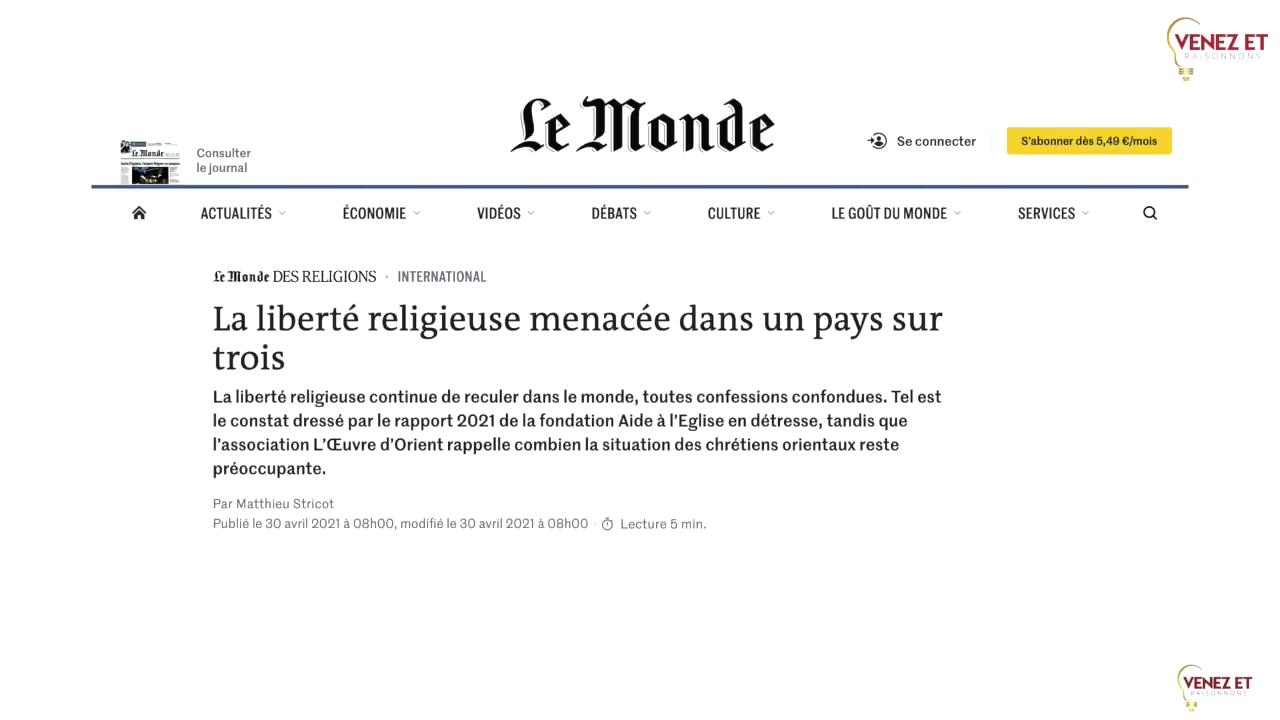 VENEZ ET
RAISONNONS
Le Monde
Consulter
le journal
Se connecter
S'abonner dès 5,49 €/mois
ACTUALITÉS
ÉCONOMIE
VIDÉOS
DÉBATS
CULTURE
LE GOÛT DU MONDE
SERVICES
Le Monde DES RELIGIONS • INTERNATIONAL
La liberté religieuse menacée dans un pays sur
trois
La liberté religieuse continue de reculer dans le monde, toutes confessions confondues. Tel est
le constat dressé par le rapport 2021 de la fondation Aide à l'Eglise en détresse, tandis que
l'association L'Œuvre d'Orient rappelle combien la situation des chrétiens orientaux reste
préoccupante.
Par Matthieu Stricot
Publié le 30 avril 2021 à 08h00, modifié le 30 avril 2021 à 08h00 · Lecture 5 min.
VENEZ ET
RAISONNONS